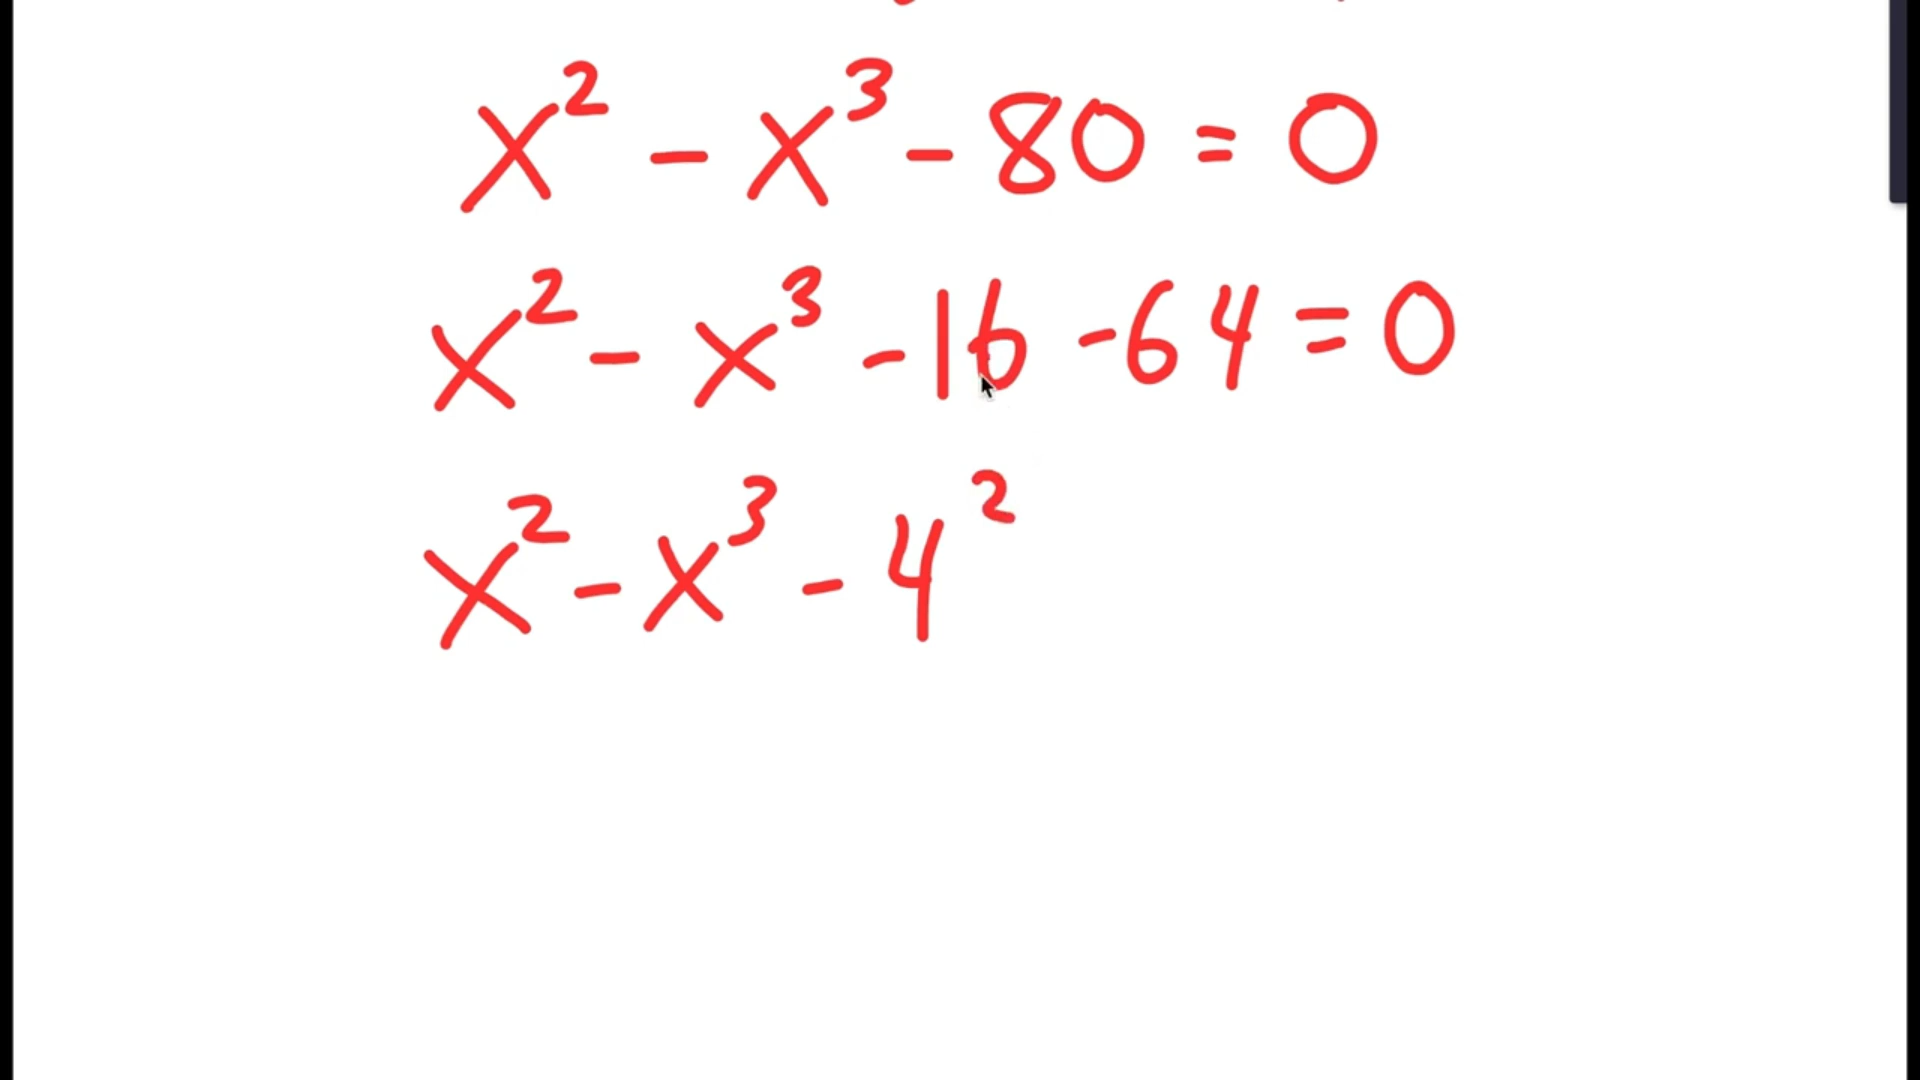 x² - x³ - 80 = 0
x² - x³ - 16 - 64 = 0
x² - x³ - 4²